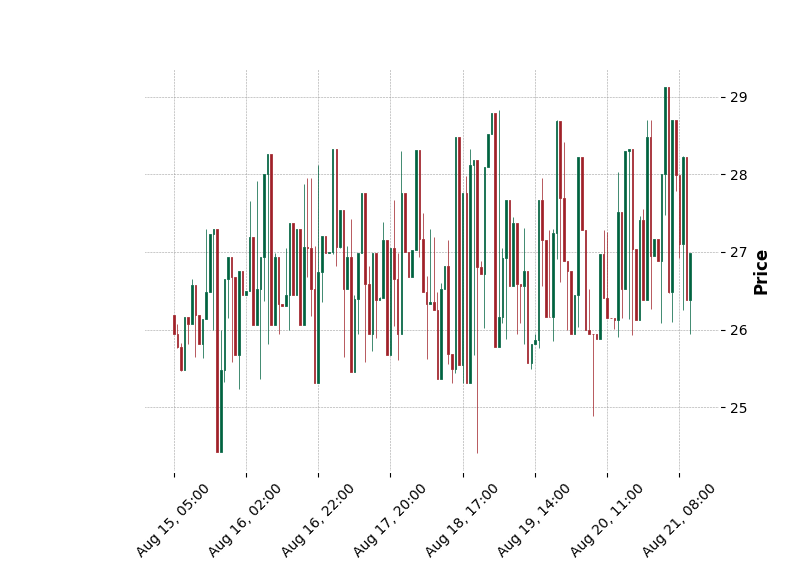 29
28
27
26
25
Price
Aug 15, 05:00
Aug 16, 02:00
Aug 16, 22:00
Aug 17, 20:00
Aug 18, 17:00
Aug 19, 14:00
Aug 20, 11:00
Aug 21, 08:00